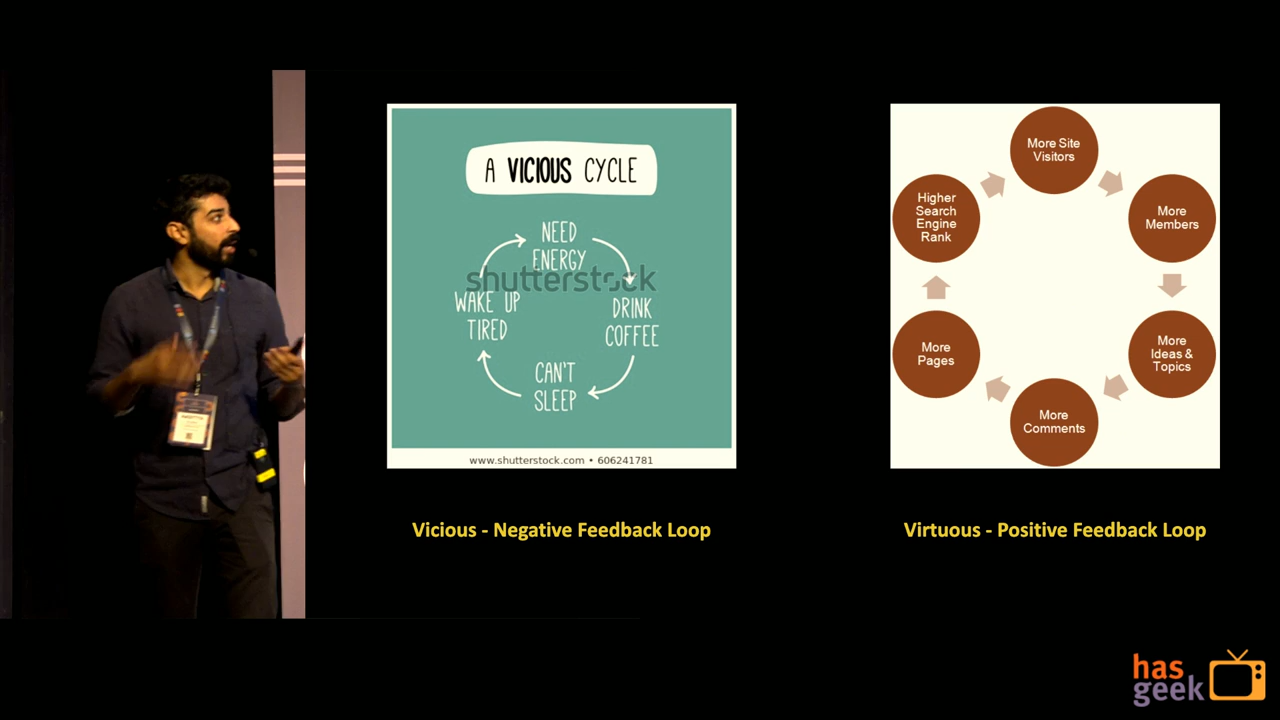 A VICIOUS CYCLE
NEED
ENERGY
DRINK
COFFEE
CAN'T
SLEEP
WAKE UP
TIRED
shutterstock
www.shutterstock.com • 606241781
Vicious - Negative Feedback Loop
More Site
Visitors
More
Members
More
Ideas &
Topics
More
Comments
More
Pages
Higher
Search
Engine
Rank
Virtuous - Positive Feedback Loop
has
geek